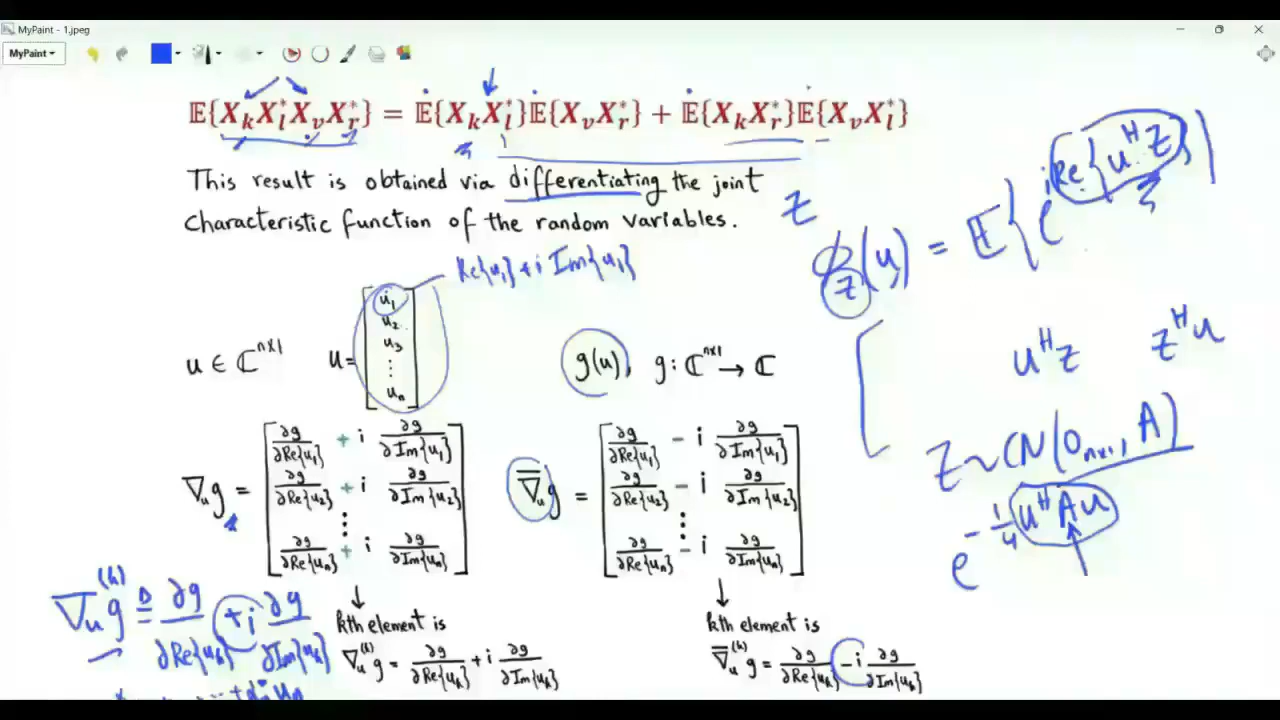 MyPaint - 1.jpeg
MyPaint
𝔼{X_k X_l^* X_v X_r^*} = 𝔼{X_k X_l^*}𝔼{X_v X_r^*} + 𝔼{X_k X_r^*}𝔼{X_v X_l^*}
This result is obtained via differentiating the joint
characteristic function of the random variables.
Z
ϕ_Z(u) = 𝔼{e^{i Re{u^H Z}}}
Re{u_1} + i Im{u_1}
u ∈ ℂ^{n×1} u = [u_1 u_2 u_3 ⋮ u_n] g(u), g : ℂ^{n×1} → ℂ
u^H z z^H u
Z ~ CN(0_{n×1}, A)
e^{-1/4 u^H A u}
∇_u g = [∂g/∂Re{u_1} + i ∂g/∂Im{u_1} ∂g/∂Re{u_2} + i ∂g/∂Im{u_2} ⋮ ∂g/∂Re{u_n} + i ∂g/∂Im{u_n}]
∇̅_u g = [∂g/∂Re{u_1} - i ∂g/∂Im{u_1} ∂g/∂Re{u_2} - i ∂g/∂Im{u_2} ⋮ ∂g/∂Re{u_n} - i ∂g/∂Im{u_n}]
∇_u^{(k)} g ≜ ∂g/∂Re{u_k} + i ∂g/∂Im{u_k}
kth element is
∇_u^{(k)} g = ∂g/∂Re{u_k} + i ∂g/∂Im{u_k}
kth element is
∇̅_u^{(k)} g = ∂g/∂Re{u_k} - i ∂g/∂Im{u_k}